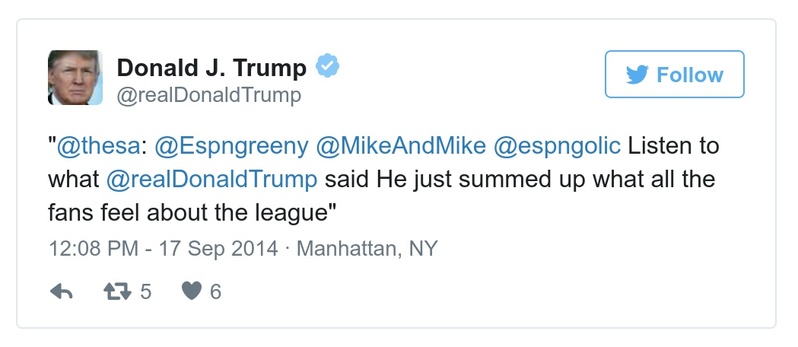 Donald J. Trump
@realDonaldTrump
Follow
"@thesa: @Espngreeny @MikeAndMike @espngolic Listen to
what @realDonaldTrump said He just summed up what all the
fans feel about the league"
12:08 PM - 17 Sep 2014 · Manhattan, NY
5
6